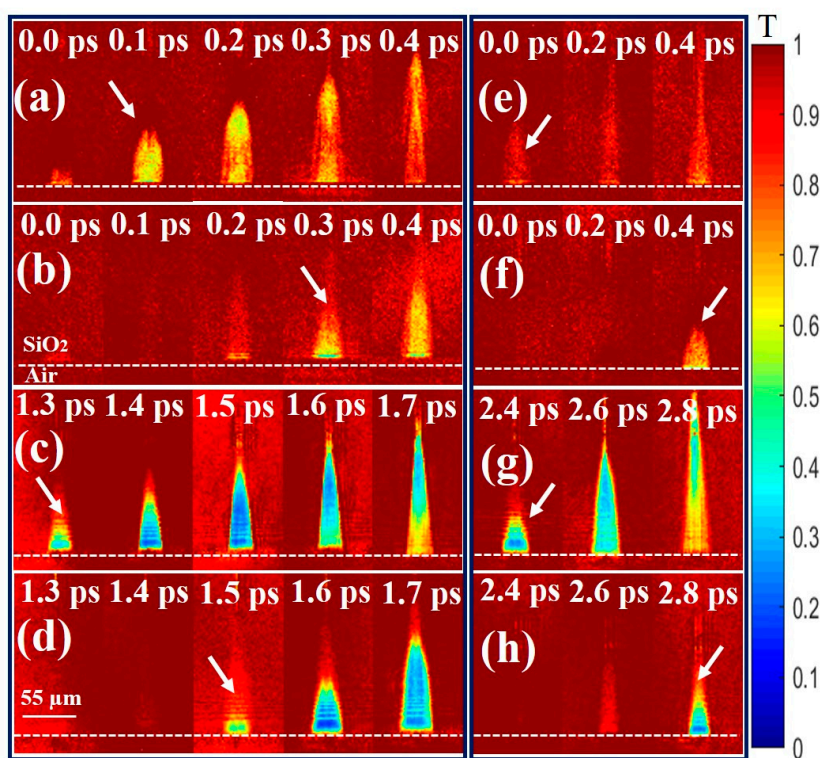 T
0.0 ps 0.1 ps 0.2 ps 0.3 ps 0.4 ps
(a)
0.0 ps 0.1 ps 0.2 ps 0.3 ps 0.4 ps
(b)
SiO₂
Air
1.3 ps 1.4 ps 1.5 ps 1.6 ps 1.7 ps
(c)
1.3 ps 1.4 ps 1.5 ps 1.6 ps 1.7 ps
(d)
55 µm
0.0 ps 0.2 ps 0.4 ps
(e)
0.0 ps 0.2 ps 0.4 ps
(f)
2.4 ps 2.6 ps 2.8 ps
(g)
2.4 ps 2.6 ps 2.8 ps
(h)
1
0.9
0.8
0.7
0.6
0.5
0.4
0.3
0.2
0.1
0